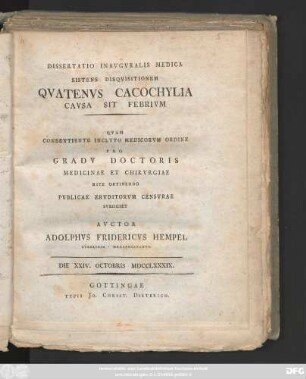 DISSERTATIO INAVGVRALIS MEDICA
SISTENS DISQVISITIONEM
QVATENVS CACOCHYLIA
CAVSA SIT FEBRIVM
QVAM
CONSENTIENTE INCLVTO MEDICORVM ORDINE
PRO
GRADV DOCTORIS
MEDICINAE ET CHIRVRGIAE
RITE OBTINENDO
PVBLICAE ERVDITORVM CENSVRAE
SVBIICIET
AVCTOR
ADOLPHVS FRIDERICVS HEMPEL
DIE XXIV. OCTOBRIS MDCCLXXXIX.
GOTTINGAE
TYPIS JO. CHRIST. DIETERICH.